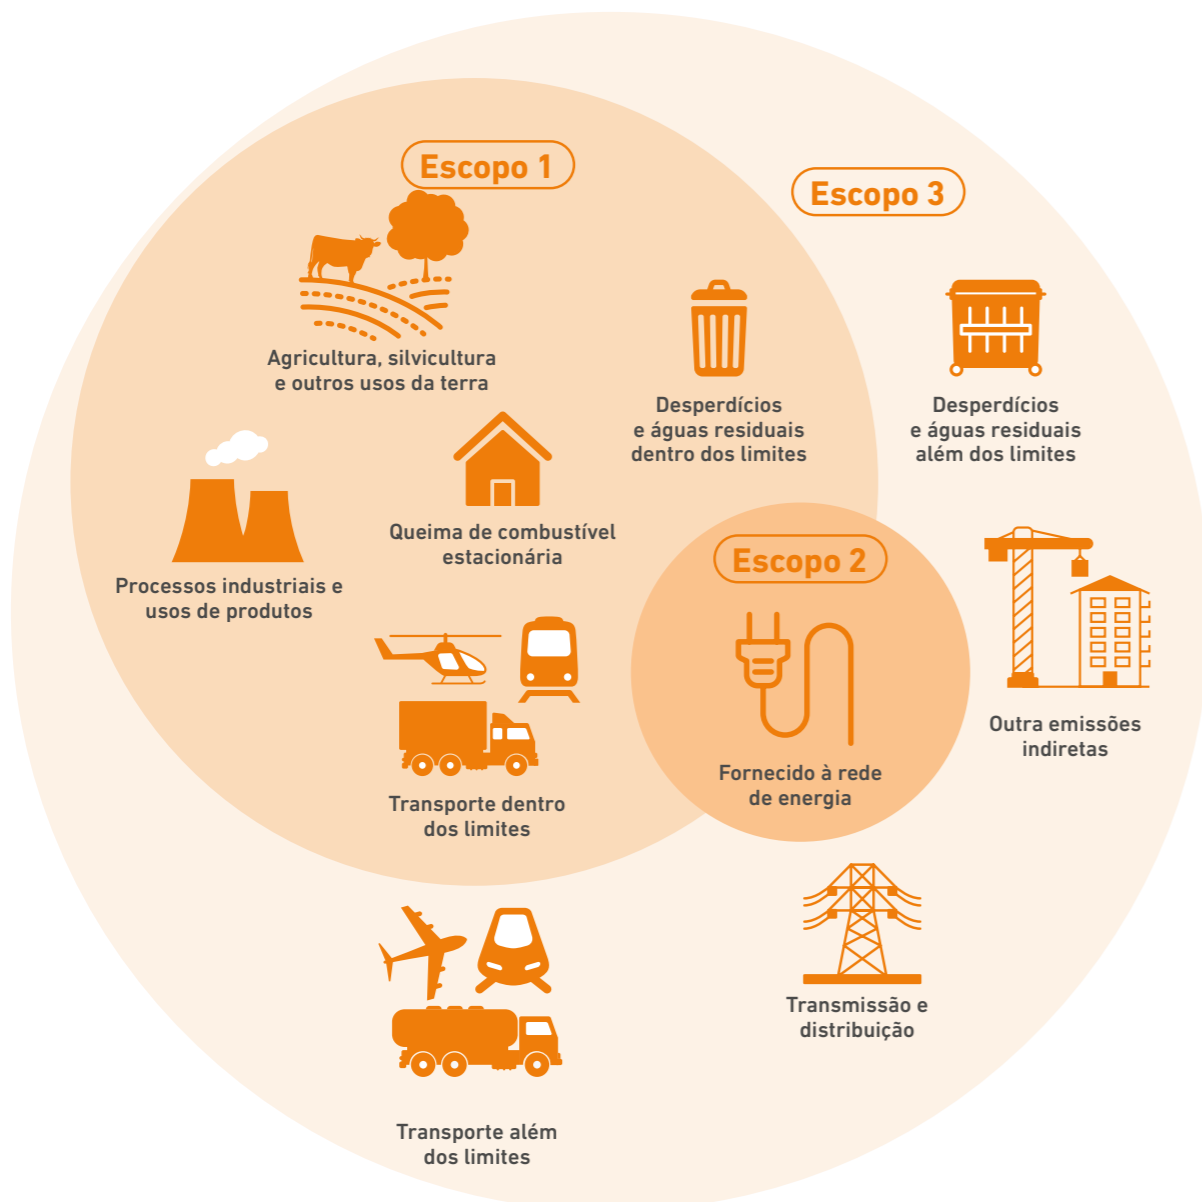 Escopo 1
Escopo 3
Agricultura, silvicultura
e outros usos da terra
Desperdícios
e águas residuais
dentro dos limites
Desperdícios
e águas residuais
além dos limites
Queima de combustível
estacionária
Escopo 2
Processos industriais e
usos de produtos
Outra emissões
indiretas
Fornecido à rede
de energia
Transporte dentro
dos limites
Transmissão e
distribuição
Transporte além
dos limites